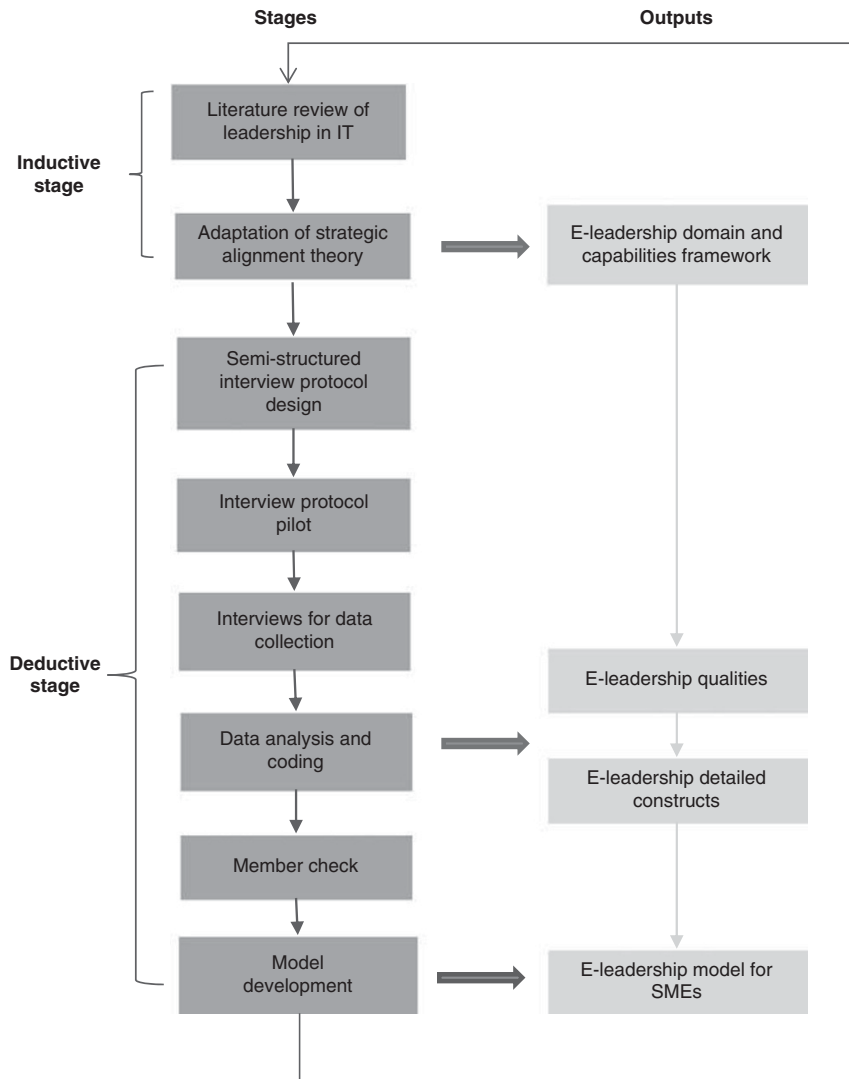 Stages
Outputs
Literature review of
leadership in IT
Inductive
stage
Adaptation of strategic
alignment theory
E-leadership domain and
capabilities framework
Semi-structured
interview protocol
design
Interview protocol
pilot
Interviews for data
collection
Deductive
stage
E-leadership qualities
Data analysis and
coding
E-leadership detailed
constructs
Member check
Model
development
E-leadership model for
SMEs